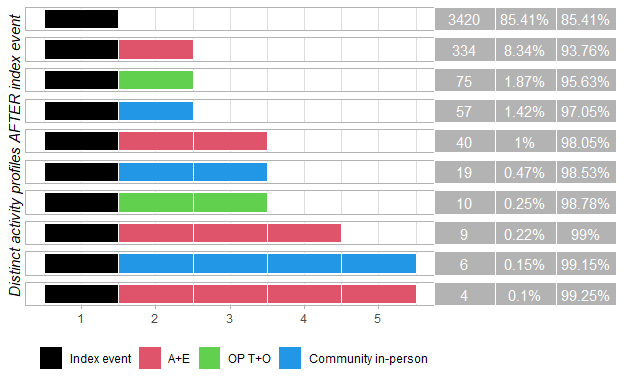 Distinct activity profiles AFTER index event
3420 85.41% 85.41%
334 8.34% 93.76%
75 1.87% 95.63%
57 1.42% 97.05%
40 1% 98.05%
19 0.47% 98.53%
10 0.25% 98.78%
9 0.22% 99%
6 0.15% 99.15%
4 0.1% 99.25%
1 2 3 4 5
Index event A+E OP T+O Community in-person